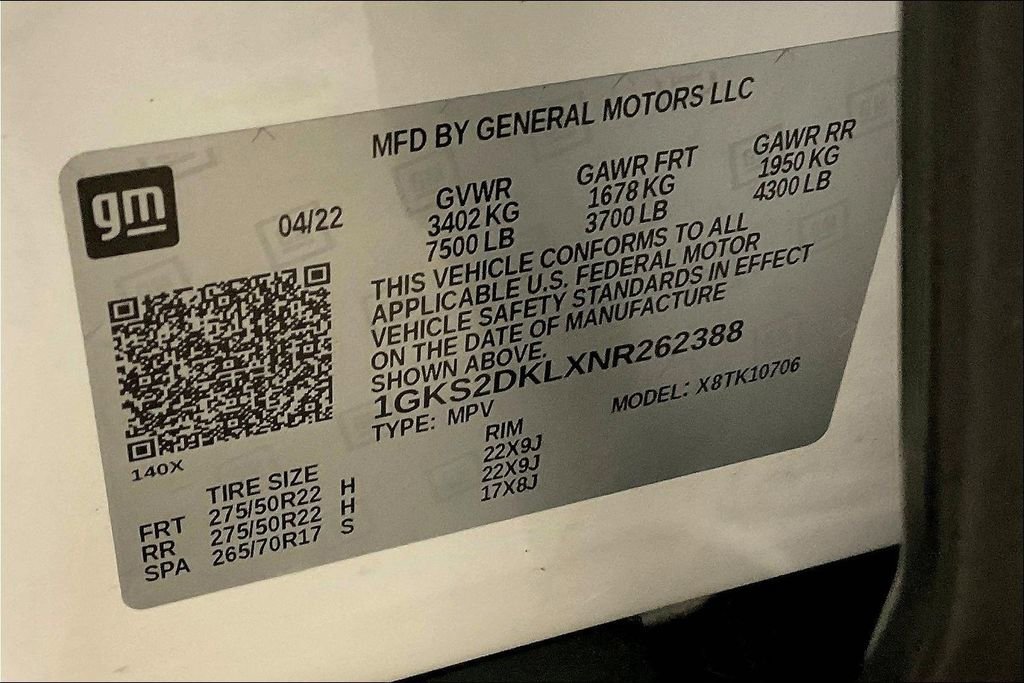 MFD BY GENERAL MOTORS LLC
gm
04/22
GVWR GAWR FRT GAWR RR
3402 KG 1678 KG 1950 KG
7500 LB 3700 LB 4300 LB
THIS VEHICLE CONFORMS TO ALL
APPLICABLE U.S. FEDERAL MOTOR
VEHICLE SAFETY STANDARDS IN EFFECT
ON THE DATE OF MANUFACTURE
SHOWN ABOVE.
1GKS2DKLXNR262388
TYPE: MPV MODEL: X8TK10706
140X
TIRE SIZE RIM
FRT 275/50R22 H 22X9J
RR 275/50R22 H 22X9J
SPA 265/70R17 S 17X8J